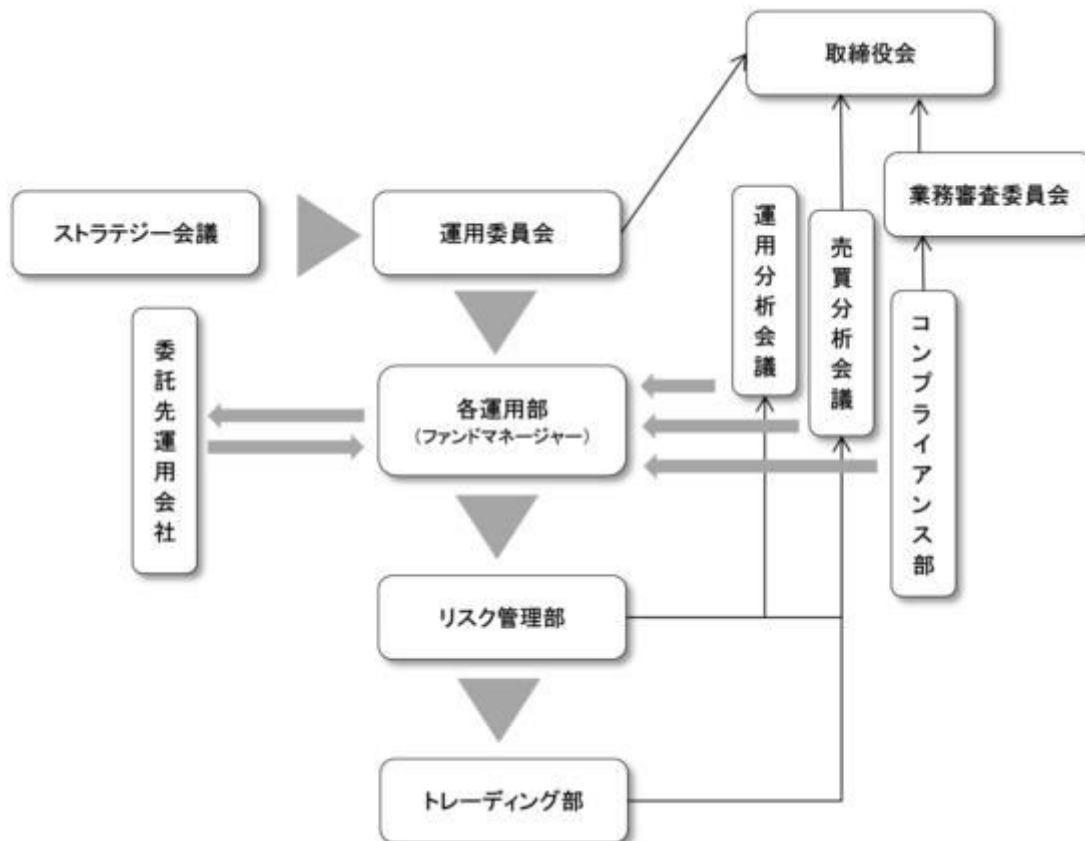 取締役会
業務審査委員会
ストラテジー会議
運用委員会
運用分析会議
売買分析会議
コンプライアンス部
委託先運用会社
各運用部
（ファンドマネージャー）
リスク管理部
トレーディング部